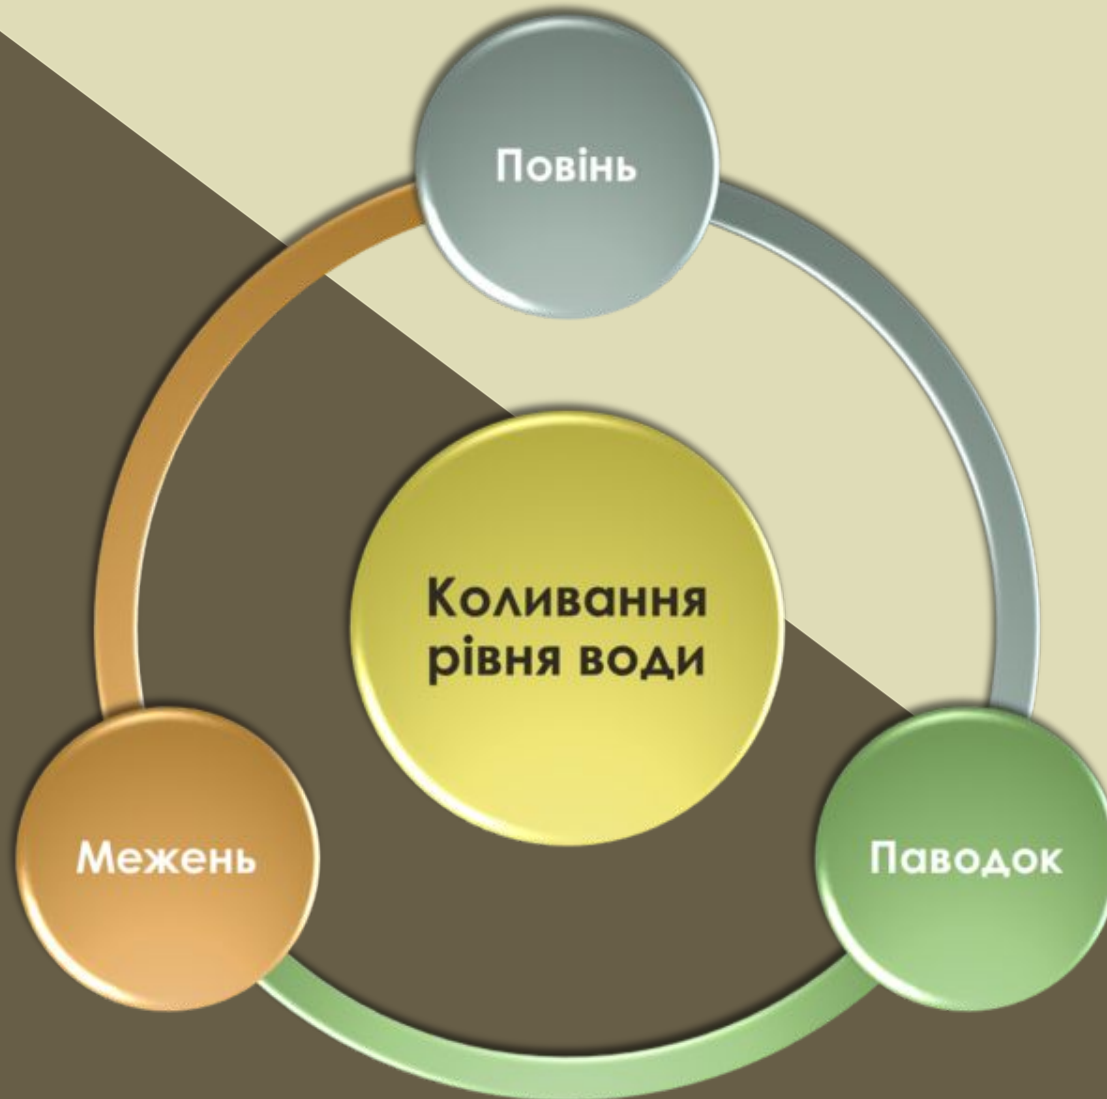 Повінь
Коливання
рівня води
Межень
Паводок